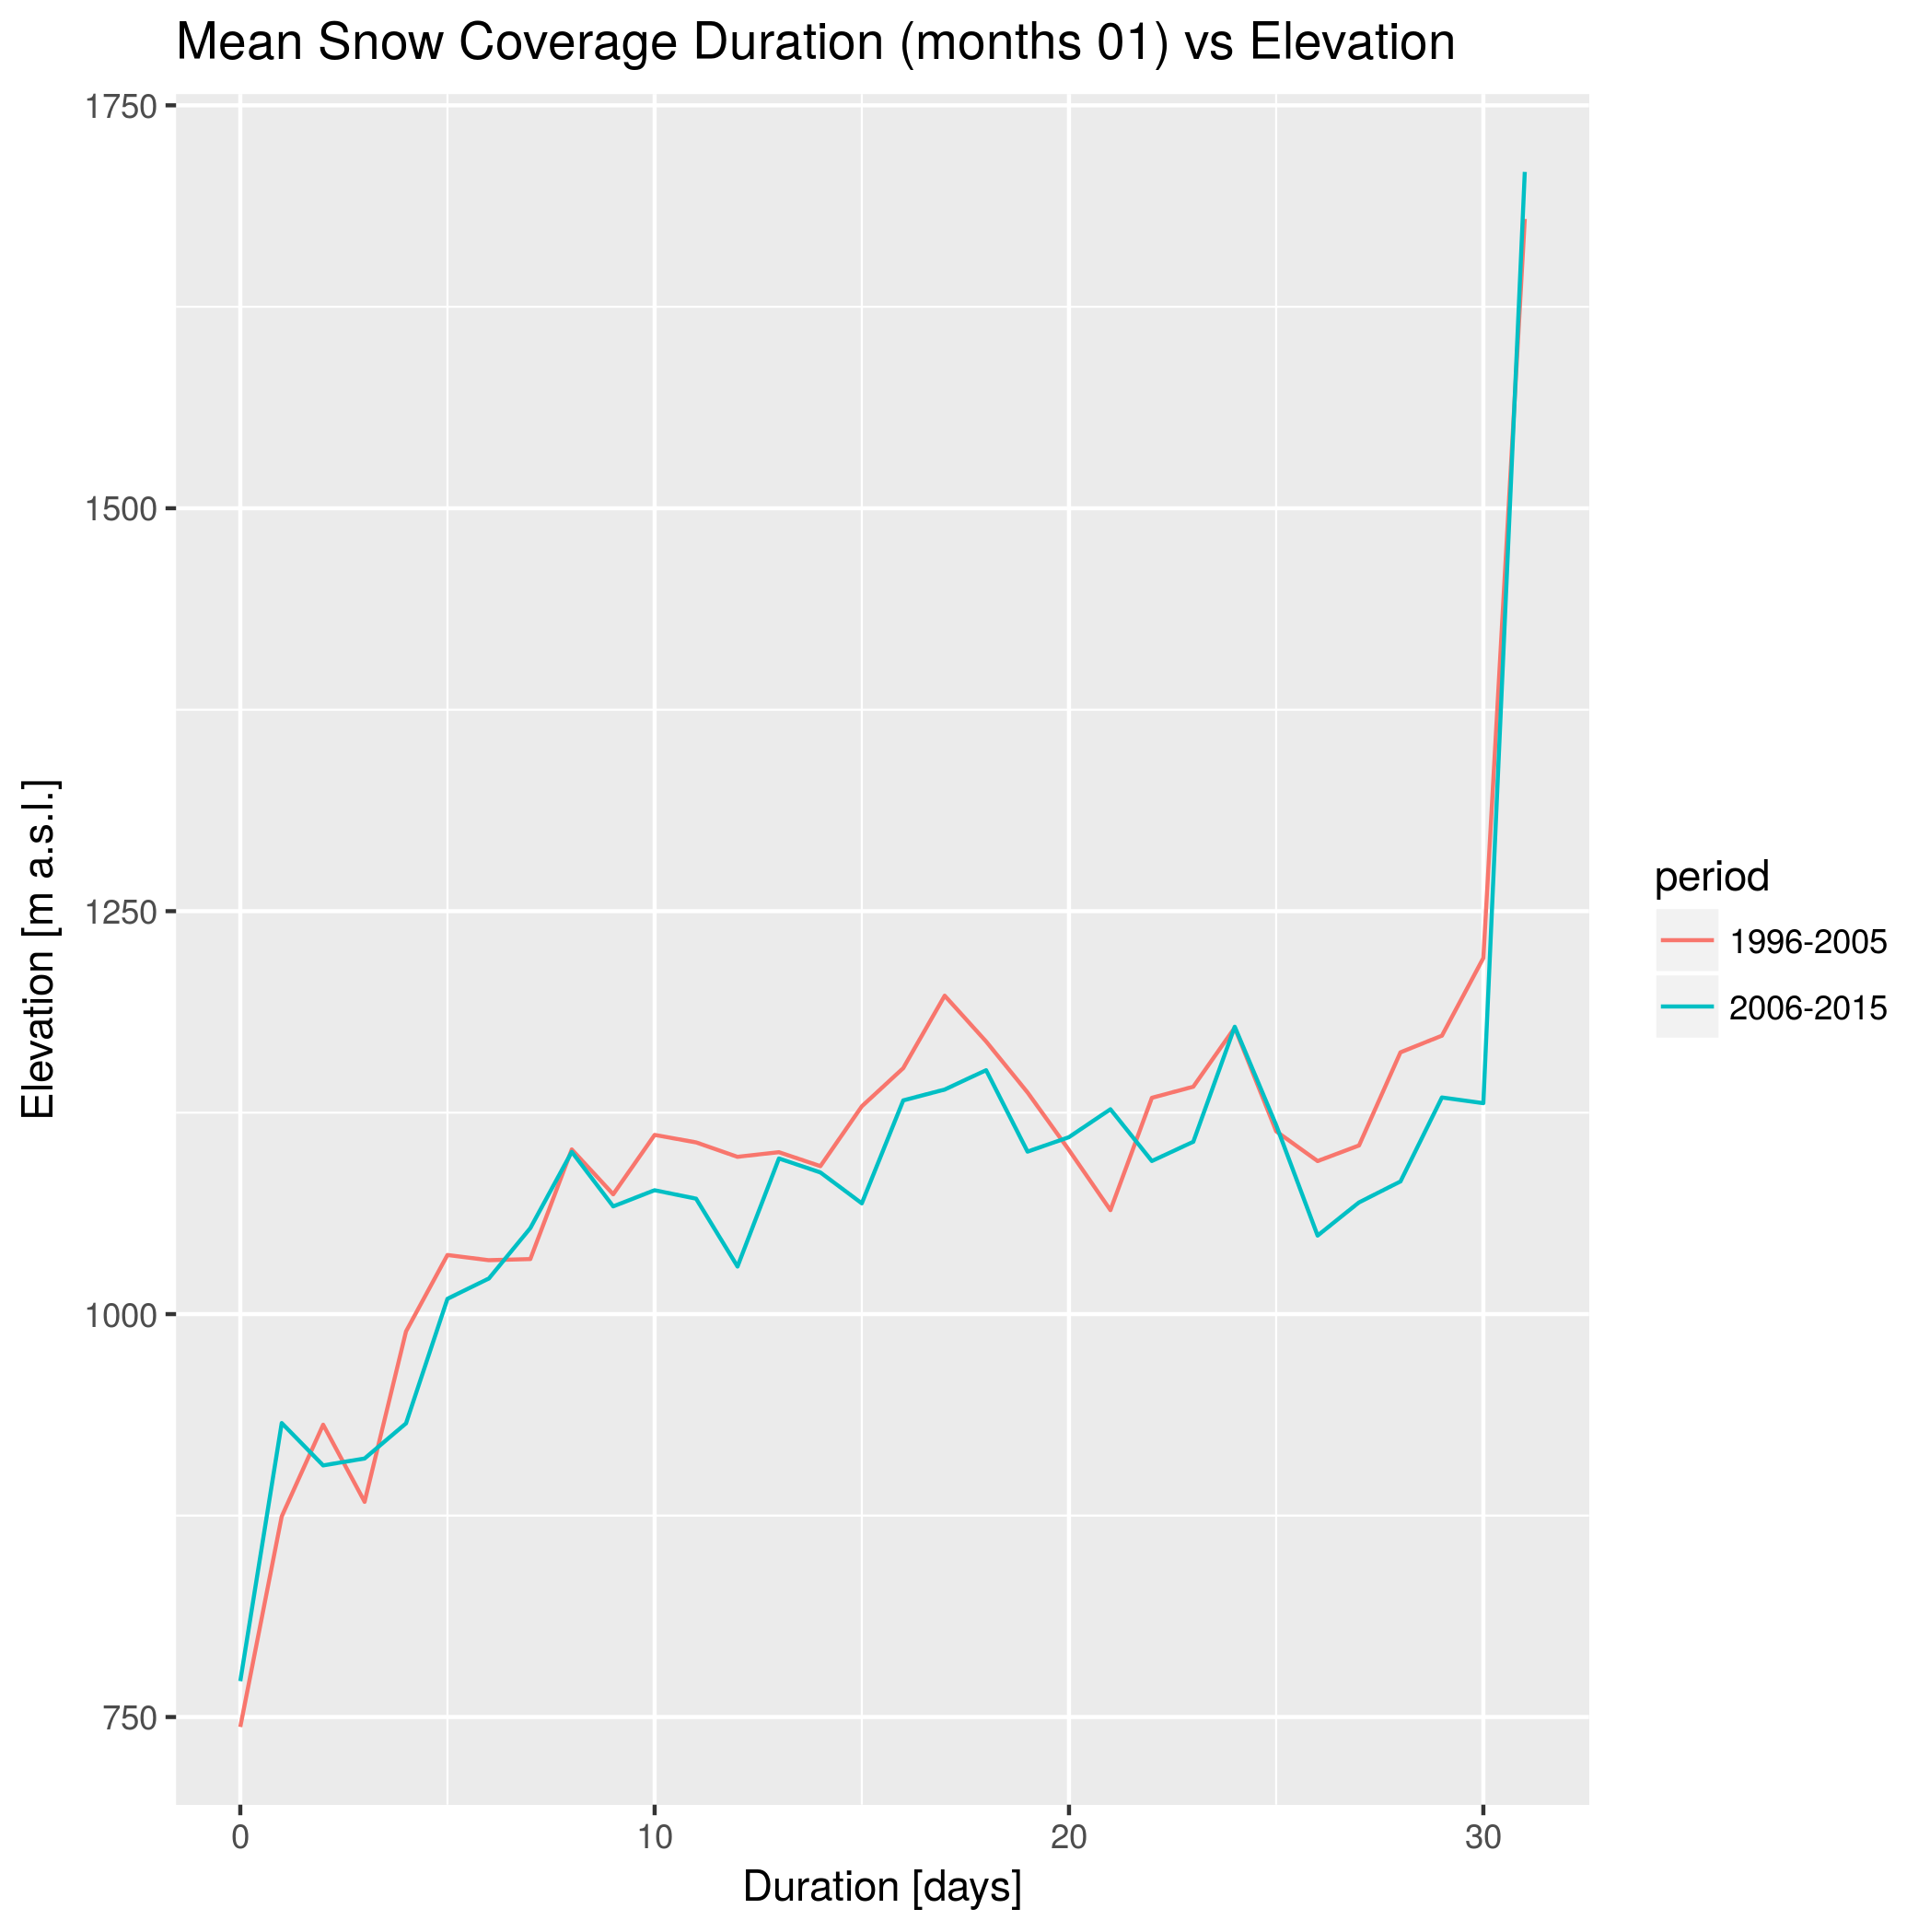 Mean Snow Coverage Duration (months 01) vs Elevation
1750
1500
1250
1000
750
Elevation [m a.s.l.]
0 10 20 30
Duration [days]
period
1996-2005
2006-2015